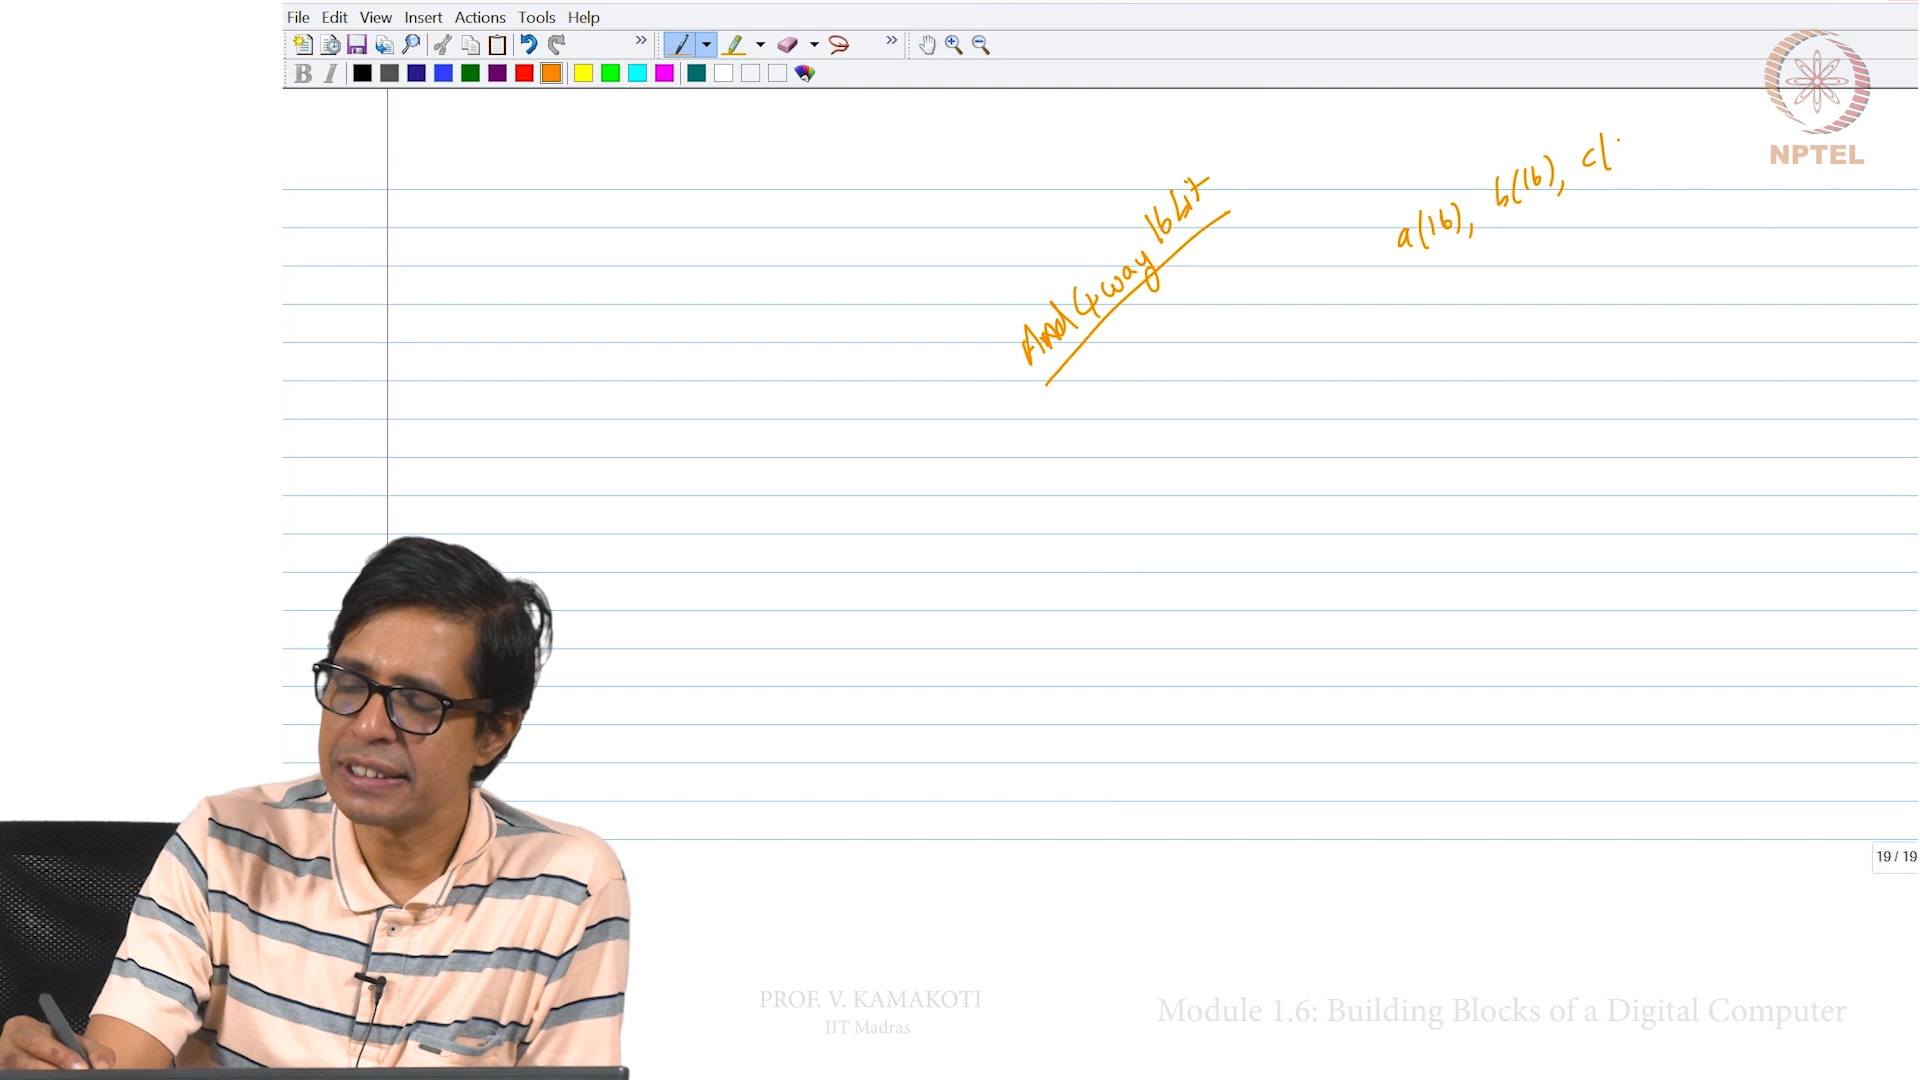 File Edit View Insert Actions Tools Help
B I
NPTEL
And 4 way 16 bit
a(16), b(16), c(
19 / 19
PROF. V. KAMAKOTI
IIT Madras
Module 1.6: Building Blocks of a Digital Computer